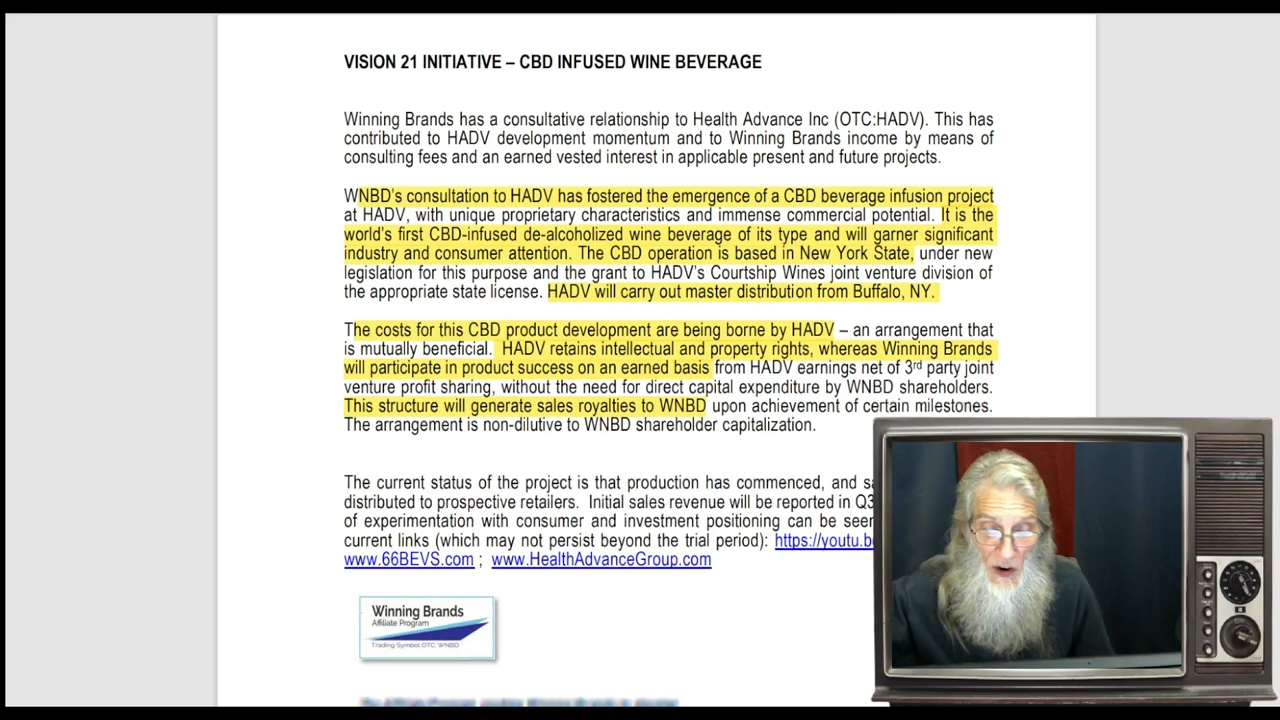 VISION 21 INITIATIVE – CBD INFUSED WINE BEVERAGE
Winning Brands has a consultative relationship to Health Advance Inc (OTC:HADV). This has
contributed to HADV development momentum and to Winning Brands income by means of
consulting fees and an earned vested interest in applicable present and future projects.
WNBD's consultation to HADV has fostered the emergence of a CBD beverage infusion project
at HADV, with unique proprietary characteristics and immense commercial potential. It is the
world's first CBD-infused de-alcoholized wine beverage of its type and will garner significant
industry and consumer attention. The CBD operation is based in New York State, under new
legislation for this purpose and the grant to HADV's Courtship Wines joint venture division of
the appropriate state license. HADV will carry out master distribution from Buffalo, NY.
The costs for this CBD product development are being borne by HADV – an arrangement that
is mutually beneficial. HADV retains intellectual and property rights, whereas Winning Brands
will participate in product success on an earned basis from HADV earnings net of 3rd party joint
venture profit sharing, without the need for direct capital expenditure by WNBD shareholders.
This structure will generate sales royalties to WNBD upon achievement of certain milestones.
The arrangement is non-dilutive to WNBD shareholder capitalization.
The current status of the project is that production has commenced, and
distributed to prospective retailers. Initial sales revenue will be reported in Q3
of experimentation with consumer and investment positioning can be seen
current links (which may not persist beyond the trial period):
www.66BEVS.com ; www.HealthAdvanceGroup.com
Winning Brands
Affiliate Program
Trading Symbol OTC: WNBD